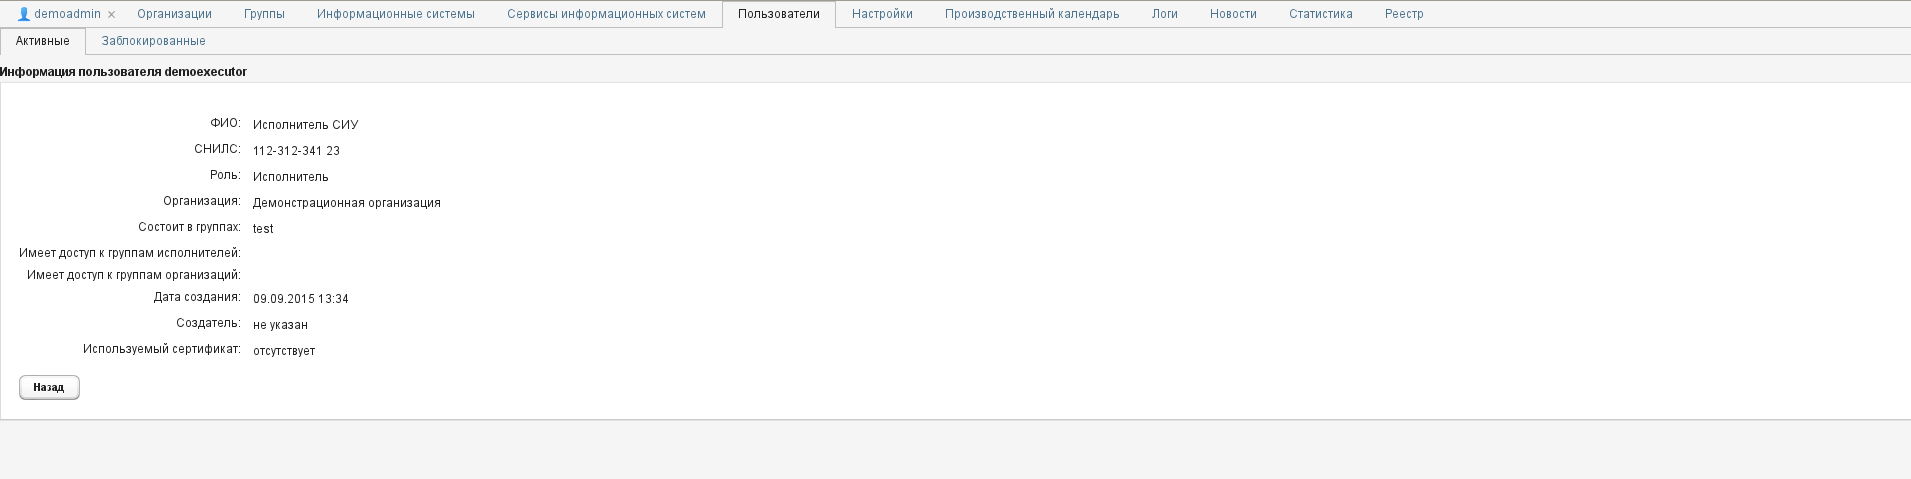 demoadmin × Организации Группы Информационные системы Сервисы информационных систем Пользователи Настройки Производственный календарь Логи Новости Статистика Реестр
Активные Заблокированные
Информация пользователя demoexecutor
ФИО: Исполнитель СИУ
СНИЛС: 112-312-341 23
Роль: Исполнитель
Организация: Демонстрационная организация
Состоит в группах: test
Имеет доступ к группам исполнителей:
Имеет доступ к группам организаций:
Дата создания: 09.09.2015 13:34
Создатель: не указан
Используемый сертификат: отсутствует
Назад